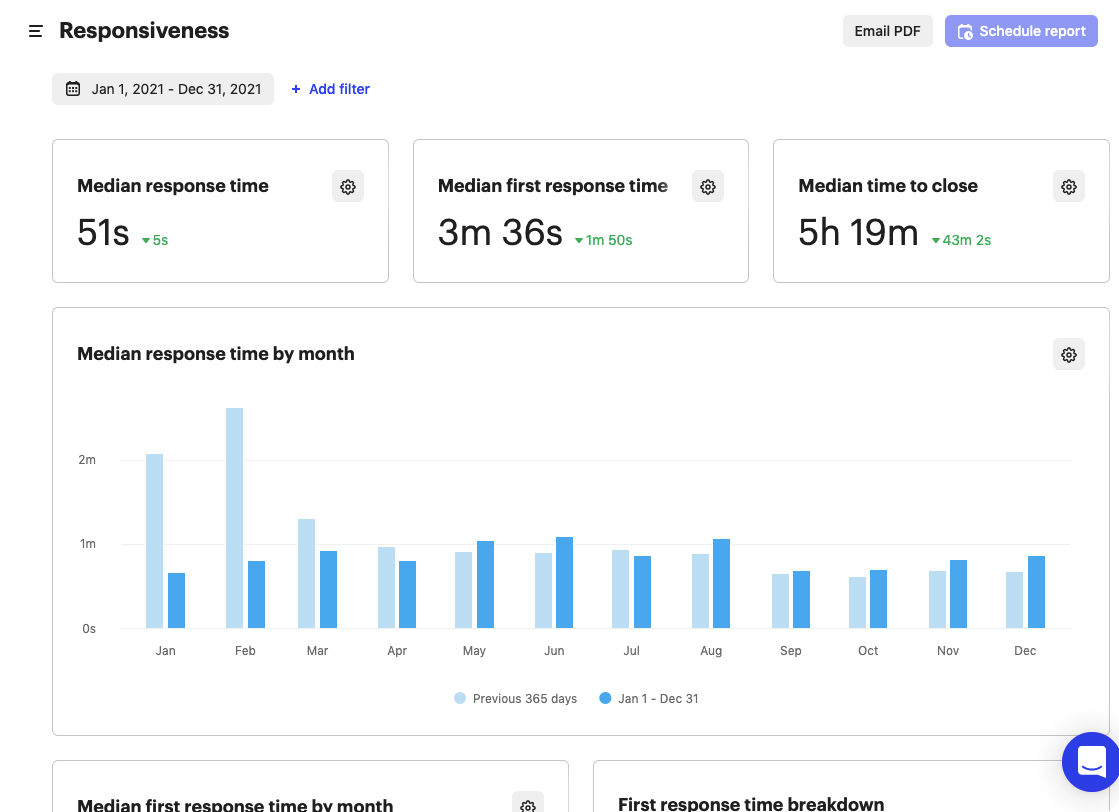 Responsiveness
Email PDF
Schedule report
Jan 1, 2021 - Dec 31, 2021
+ Add filter
Median response time
51s 5s
Median first response time
3m 36s 1m 50s
Median time to close
5h 19m 43m 2s
Median response time by month
2m
1m
0s
Jan Feb Mar Apr May Jun Jul Aug Sep Oct Nov Dec
Previous 365 days Jan 1 - Dec 31
Median first response time by month
First response time breakdown